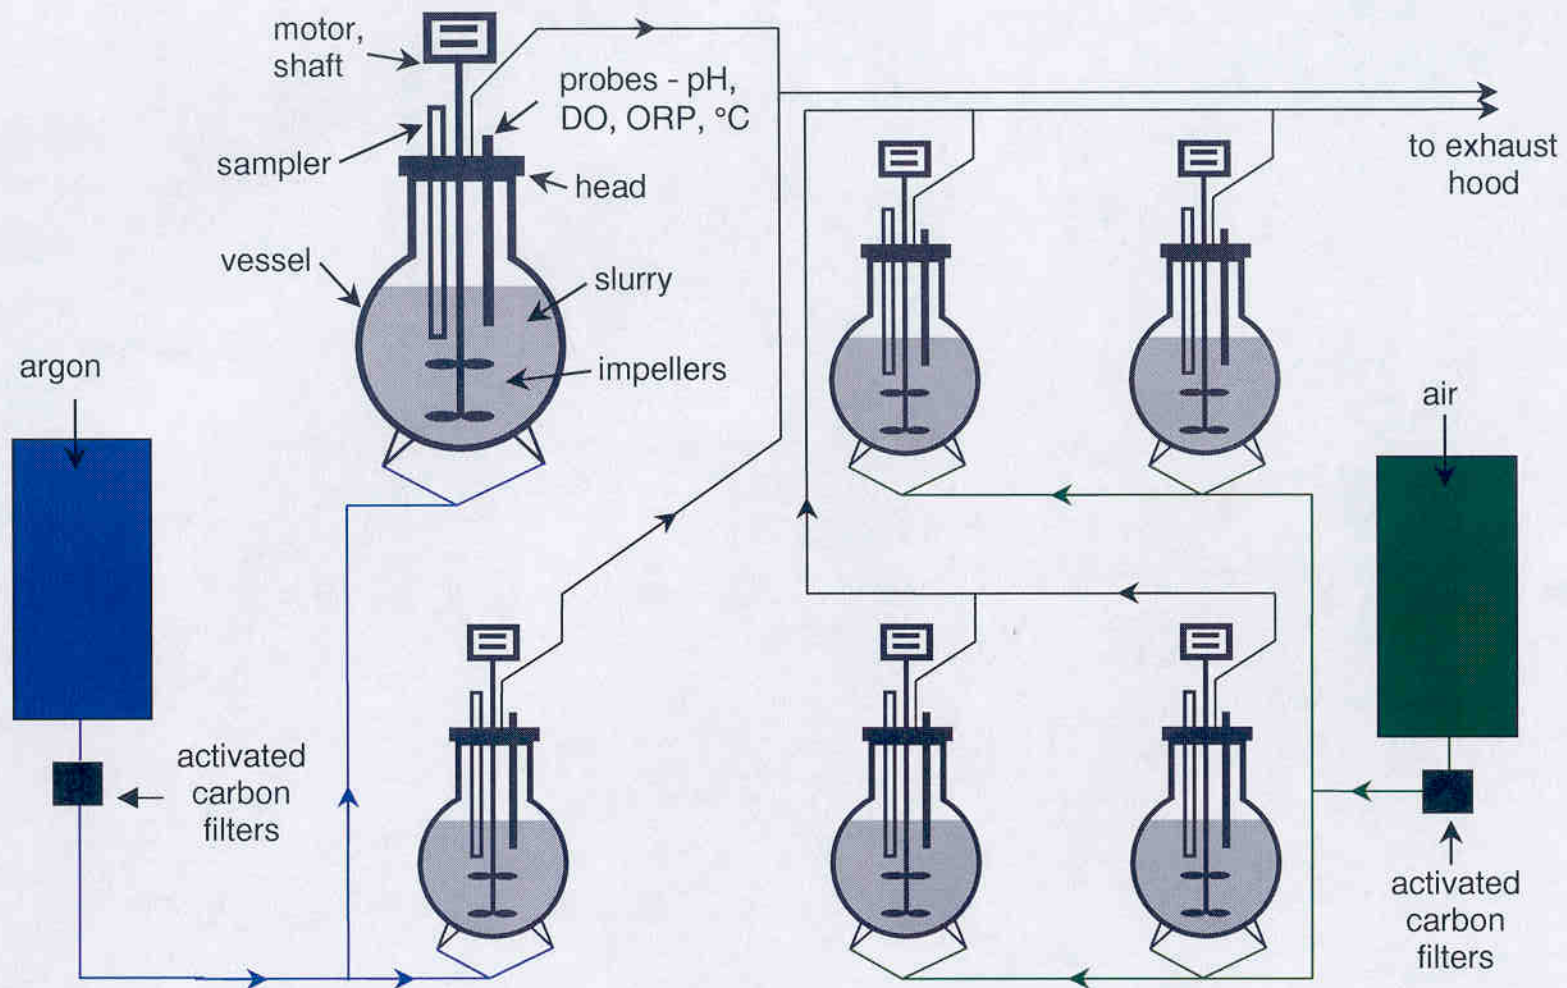 motor,
shaft
probes - pH,
DO, ORP, °C
sampler
head
to exhaust
hood
vessel
slurry
impellers
argon
air
activated
carbon
filters
activated
carbon
filters